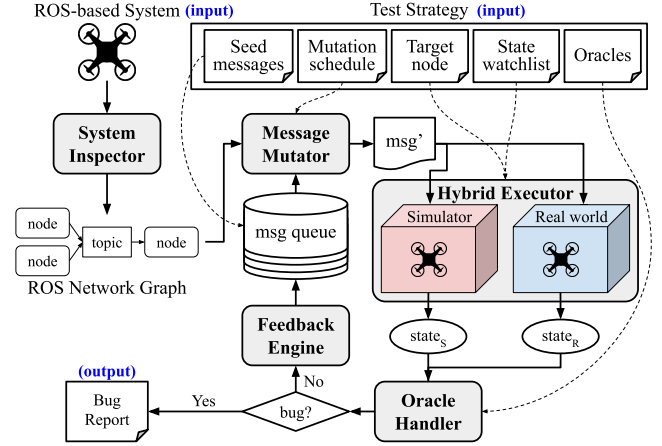 ROS-based System (input)
Test Strategy (input)
Seed
messages
Mutation
schedule
Target
node
State
watchlist
Oracles
System
Inspector
Message
Mutator
msg’
Hybrid Executor
Simulator
Real world
node
node
topic
node
ROS Network Graph
msg queue
Feedback
Engine
stateS
stateR
(output)
Bug
Report
Yes
bug?
No
Oracle
Handler